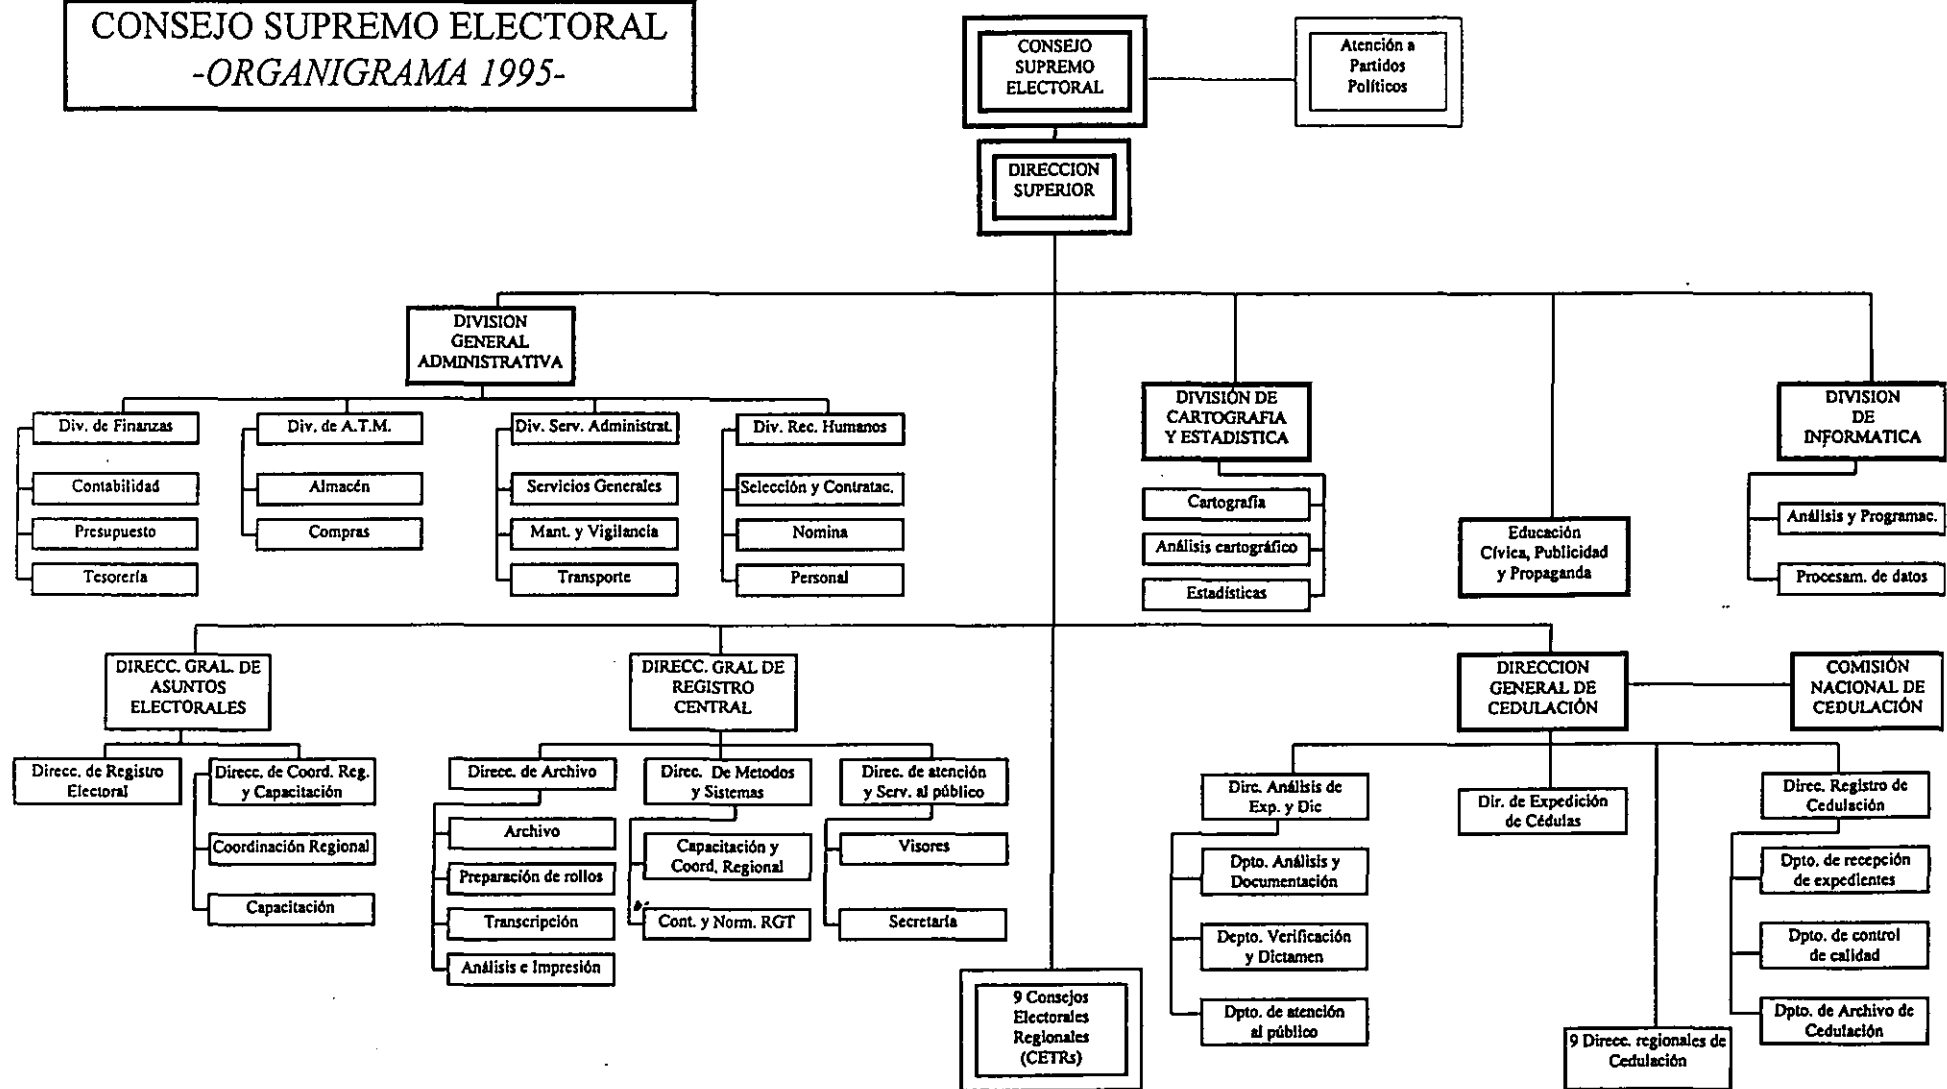 CONSEJO SUPREMO ELECTORAL
-ORGANIGRAMA 1995-
CONSEJO
SUPREMO
ELECTORAL
Atención a
Partidos
Políticos
DIRECCION
SUPERIOR
DIVISION
GENERAL
ADMINISTRATIVA
Div. de Finanzas
Contabilidad
Presupuesto
Tesorería
Div. de A.T.M.
Almacén
Compras
Div. Serv. Administrat.
Servicios Generales
Mant. y Vigilancia
Transporte
Div. Rec. Humanos
Selección y Contratac.
Nomina
Personal
DIVISIÓN DE
CARTOGRAFIA
Y ESTADISTICA
Cartografía
Análisis cartográfico
Estadísticas
Educación
Cívica, Publicidad
y Propaganda
DIVISION
DE
INFORMATICA
Análisis y Programac.
Procesam. de datos
DIRECC. GRAL. DE
ASUNTOS
ELECTORALES
Direcc. de Registro
Electoral
Direcc. de Coord. Reg.
y Capacitación
Coordinación Regional
Capacitación
DIRECC. GRAL DE
REGISTRO
CENTRAL
Direcc. de Archivo
Archivo
Preparación de rollos
Transcripción
Análisis e Impresión
Direc. De Metodos
y Sistemas
Capacitación y
Coord. Regional
Cont. y Norm. RGT
Direc. de atención
y Serv. al público
Visores
Secretaría
9 Consejos
Electorales
Regionales
(CETRs)
DIRECCION
GENERAL DE
CEDULACIÓN
COMISIÓN
NACIONAL DE
CEDULACIÓN
Dirc. Análisis de
Exp. y Dic
Dpto. Análisis y
Documentación
Depto. Verificación
y Dictamen
Dpto. de atención
al público
Dir. de Expedición
de Cédulas
9 Direcc. regionales de
Cedulación
Direc. Registro de
Cedulación
Dpto. de recepción
de expedientes
Dpto. de control
de calidad
Dpto. de Archivo de
Cedulación